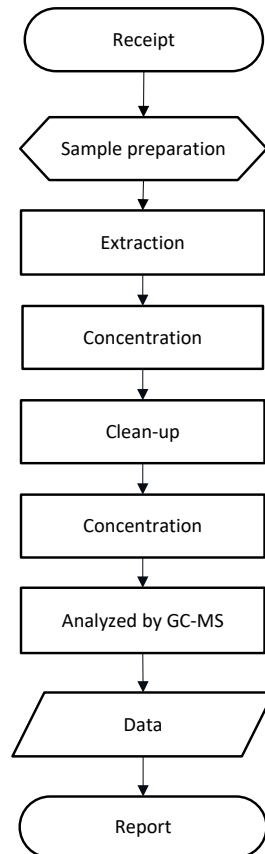 Receipt
Sample preparation
Extraction
Concentration
Clean-up
Concentration
Analyzed by GC-MS
Data
Report